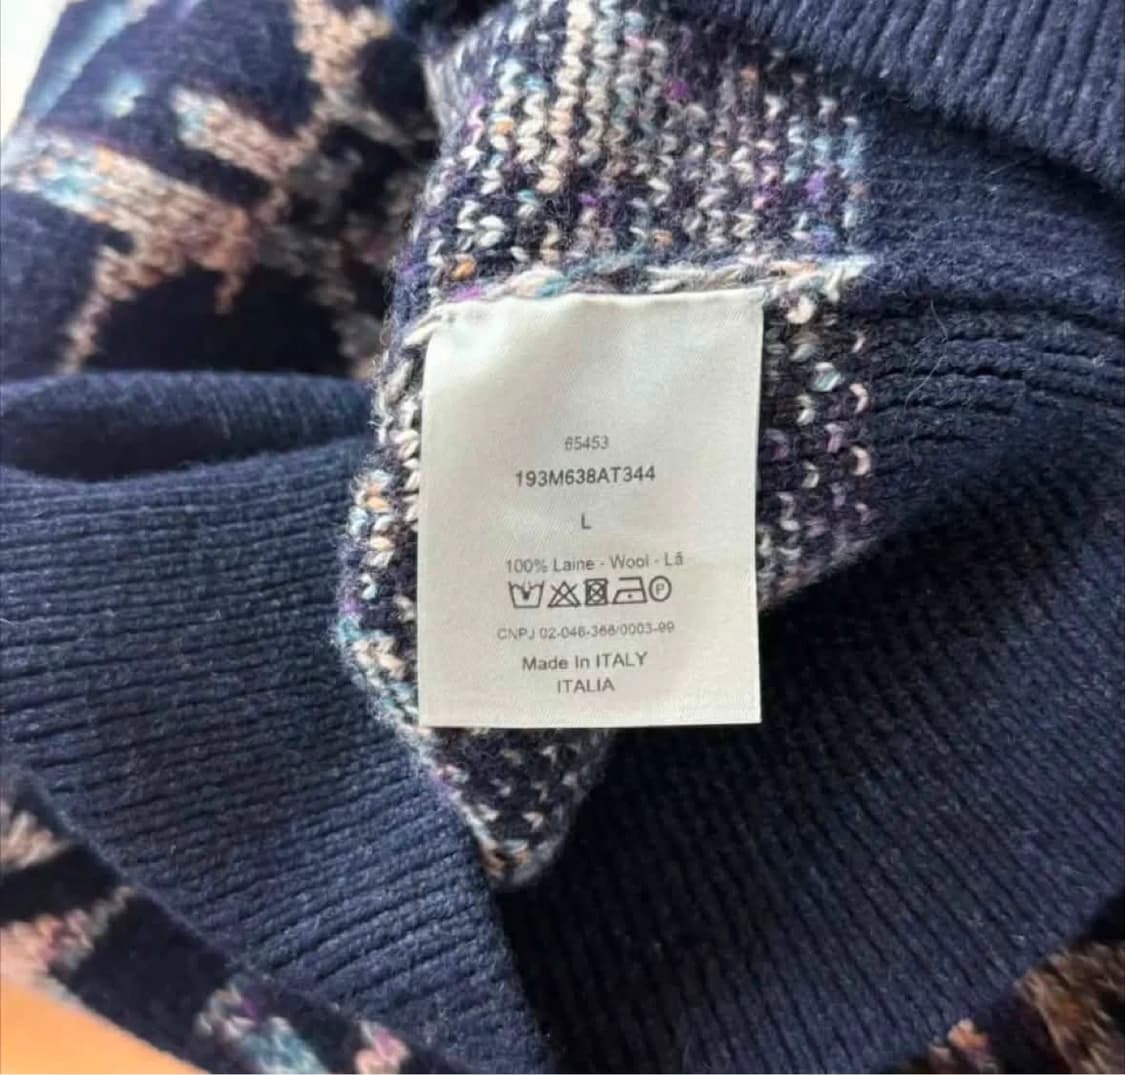 65453
193M638AT344
L
100% Laine - Wool - Lã
P
CNPJ 02-046-366/0003-99
Made In ITALY
ITALIA